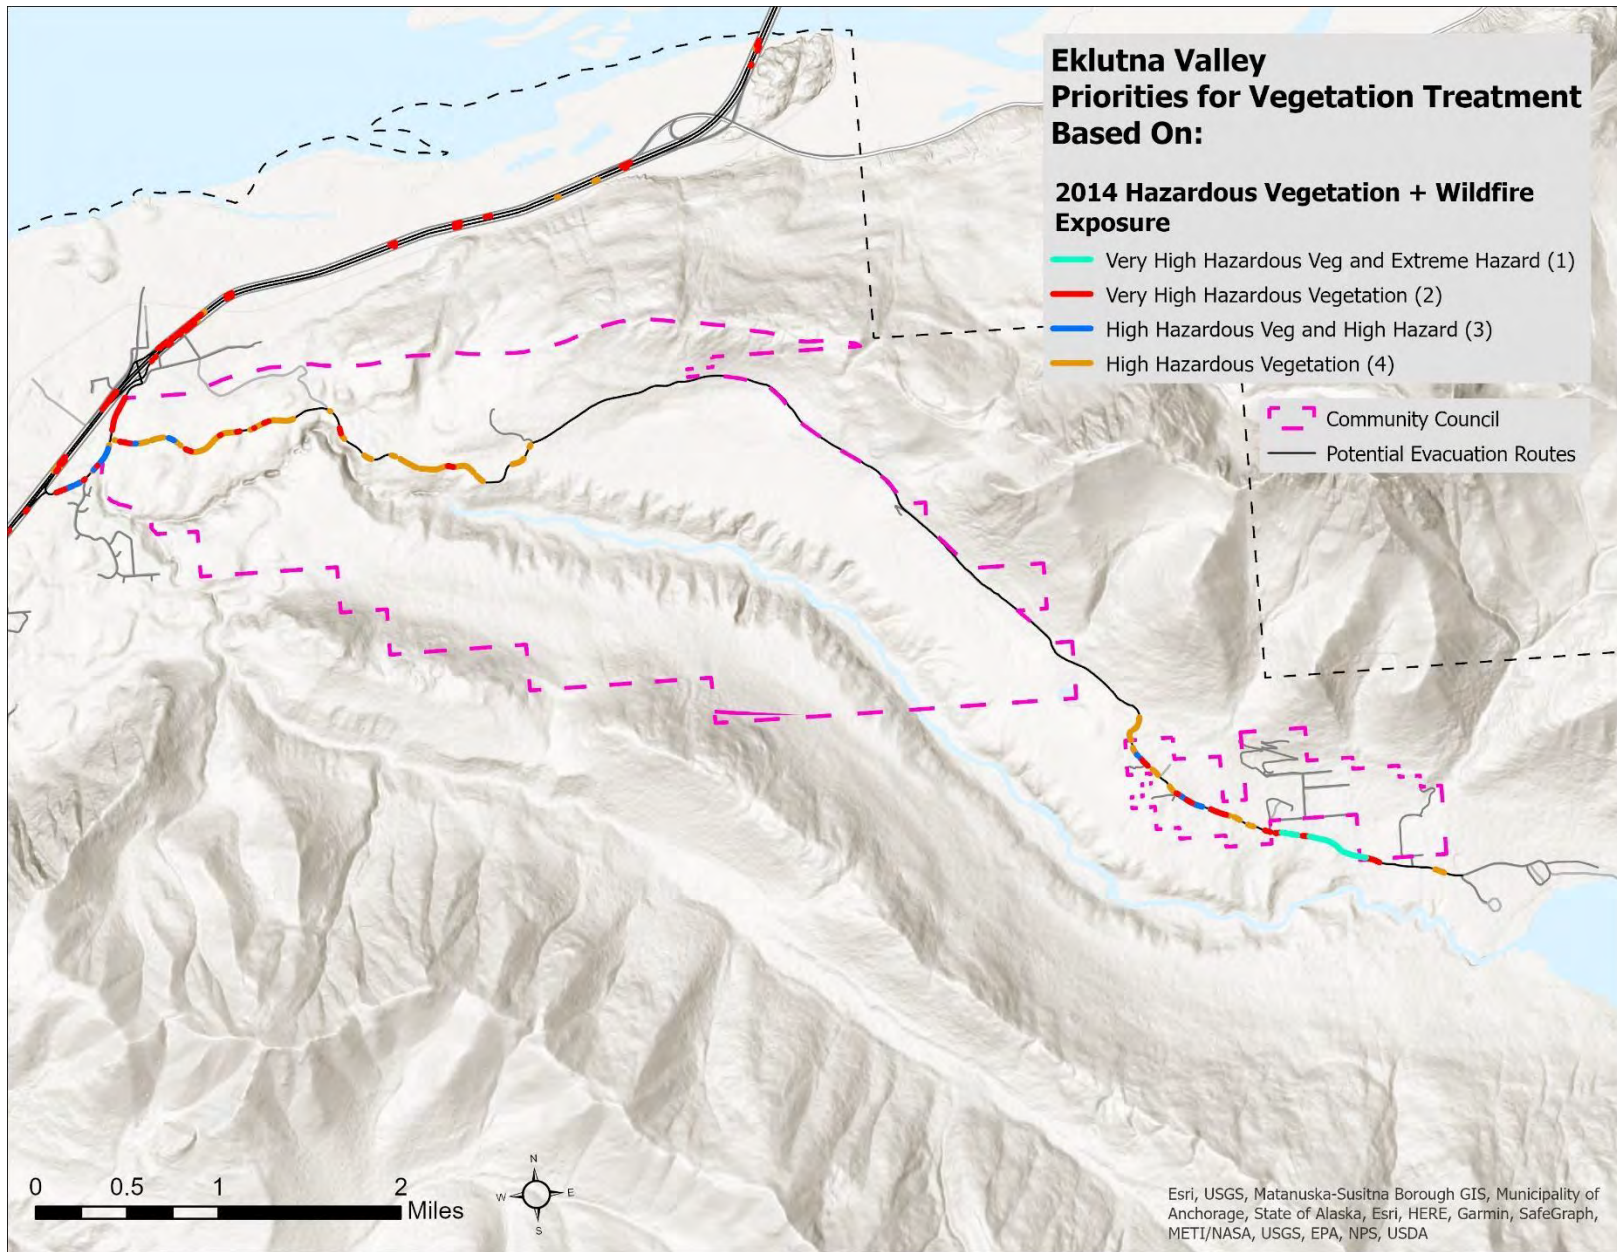 Eklutna Valley
Priorities for Vegetation Treatment
Based On:
2014 Hazardous Vegetation + Wildfire
Exposure
Very High Hazardous Veg and Extreme Hazard (1)
Very High Hazardous Vegetation (2)
High Hazardous Veg and High Hazard (3)
High Hazardous Vegetation (4)
Community Council
Potential Evacuation Routes
0 0.5 1 2
Miles
N
W E
S
Esri, USGS, Matanuska-Susitna Borough GIS, Municipality of
Anchorage, State of Alaska, Esri, HERE, Garmin, SafeGraph,
METI/NASA, USGS, EPA, NPS, USDA